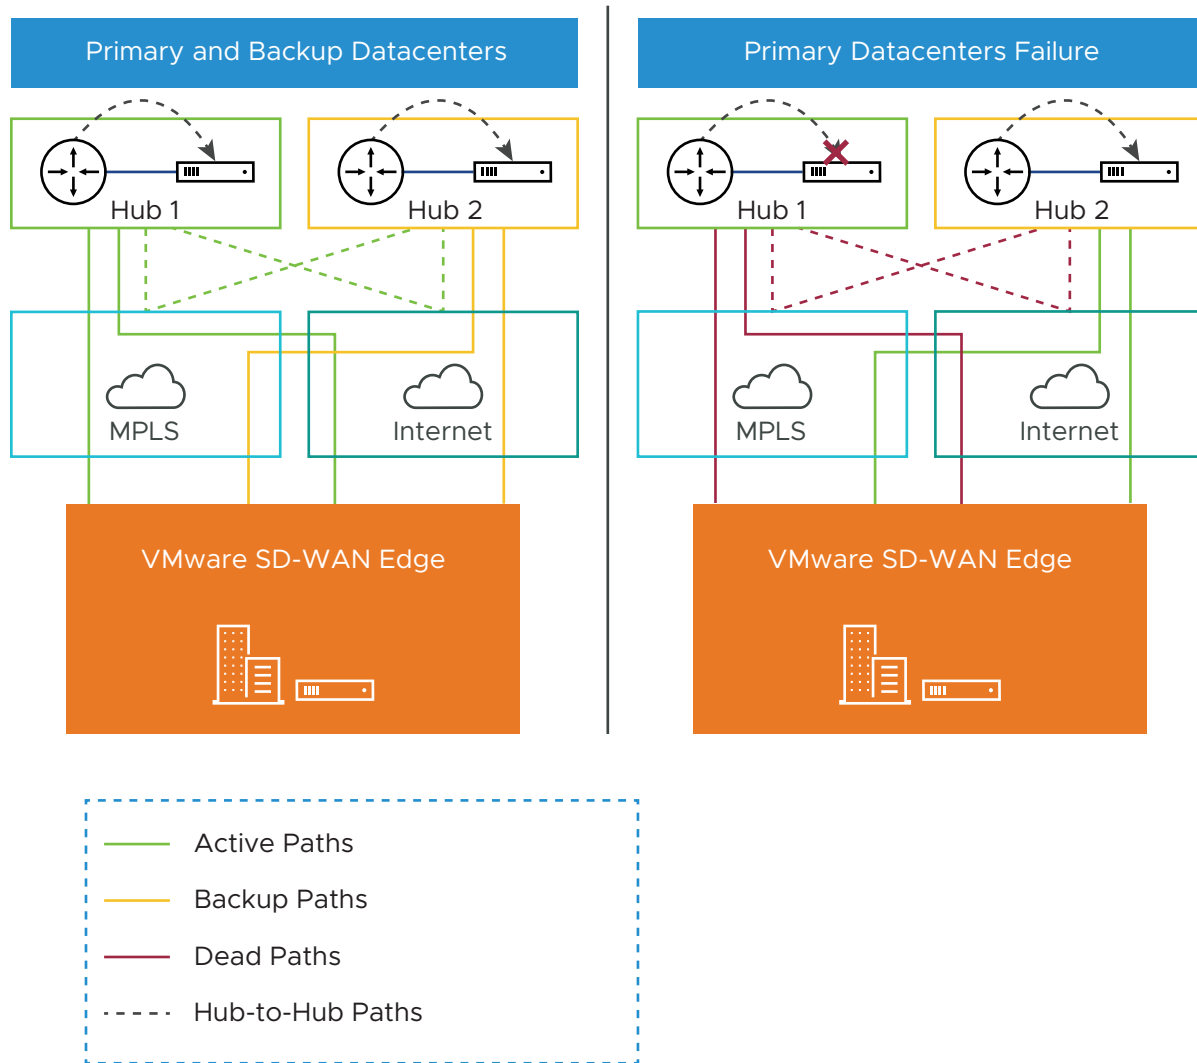 Primary and Backup Datacenters
Primary Datacenters Failure
Hub 1
Hub 2
Hub 1
Hub 2
MPLS
Internet
MPLS
Internet
VMware SD-WAN Edge
VMware SD-WAN Edge
Active Paths
Backup Paths
Dead Paths
Hub-to-Hub Paths